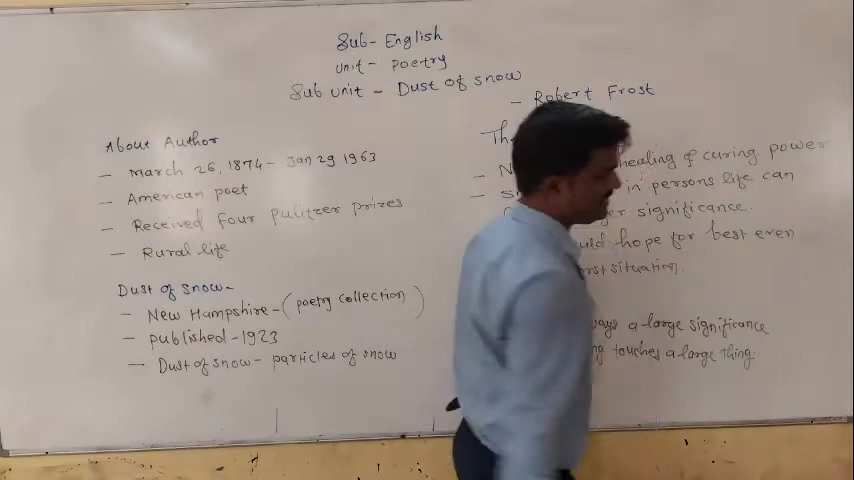 Sub- English
Unit - poetry
Sub unit - Dust of snow
- Robert Frost
About Author
- March 26, 1874 - Jan 29 1963
- American poet
- Received four pulitzer prizes
- Rural life
Dust of snow-
- New Hampshire - (poetry collection)
- published - 1923
- Dust of snow - particles of snow
healing & curing power
in persons life can
significance.
hope for best even
situation.
a large significance
touches a large thing.